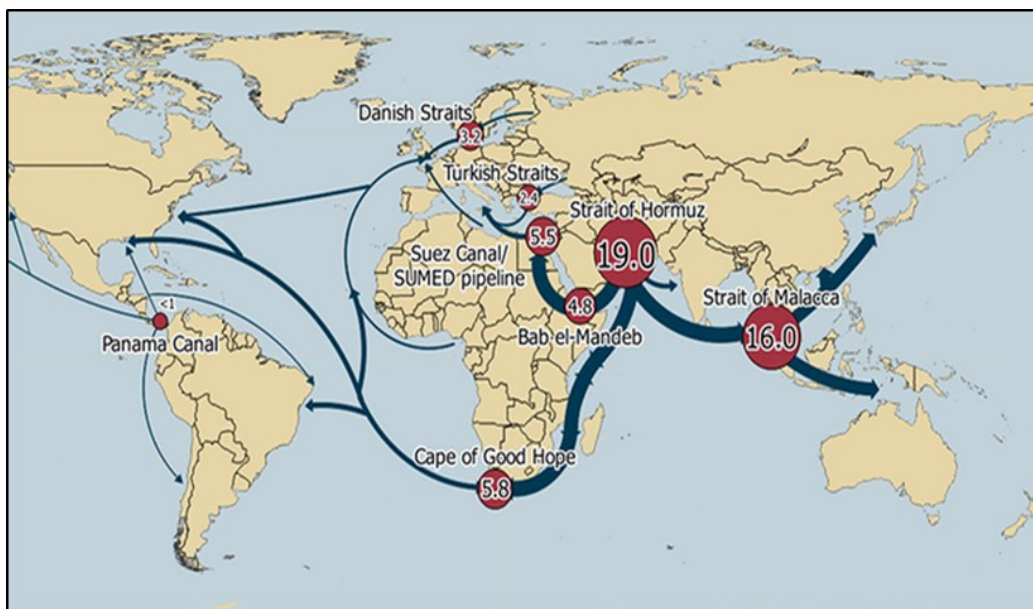 Danish Straits
3.2
Turkish Straits
2.4
Strait of Hormuz
19.0
5.5
Suez Canal/
SUMED pipeline
4.8
Bab el-Mandeb
Strait of Malacca
16.0
<1
Panama Canal
Cape of Good Hope
5.8